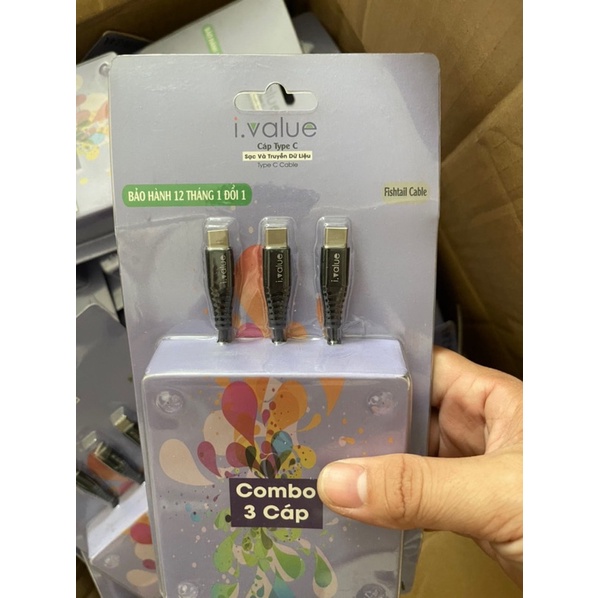 i.value
Cáp Type C
Sạc Và Truyền Dữ Liệu
Type C Cable
BẢO HÀNH 12 THÁNG 1 ĐỔI 1
Fishtail Cable
i.value
i.value
i.value
Combo
3 Cáp